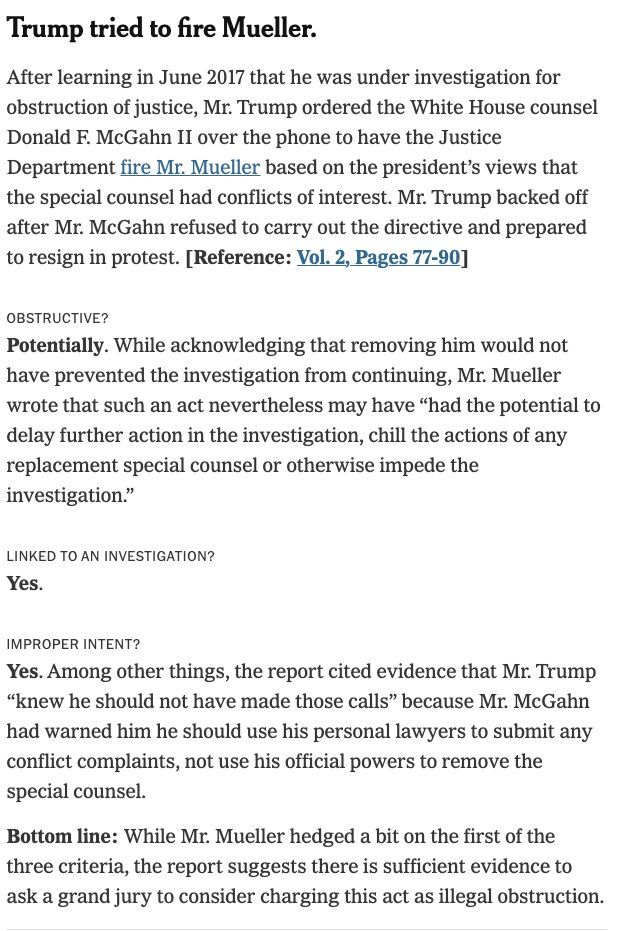 Trump tried to fire Mueller.
After learning in June 2017 that he was under investigation for
obstruction of justice, Mr. Trump ordered the White House counsel
Donald F. McGahn II over the phone to have the Justice
Department fire Mr. Mueller based on the president’s views that
the special counsel had conflicts of interest. Mr. Trump backed off
after Mr. McGahn refused to carry out the directive and prepared
to resign in protest. [Reference: Vol. 2, Pages 77-90]
OBSTRUCTIVE?
Potentially. While acknowledging that removing him would not
have prevented the investigation from continuing, Mr. Mueller
wrote that such an act nevertheless may have “had the potential to
delay further action in the investigation, chill the actions of any
replacement special counsel or otherwise impede the
investigation.”
LINKED TO AN INVESTIGATION?
Yes.
IMPROPER INTENT?
Yes. Among other things, the report cited evidence that Mr. Trump
“knew he should not have made those calls” because Mr. McGahn
had warned him he should use his personal lawyers to submit any
conflict complaints, not use his official powers to remove the
special counsel.
Bottom line: While Mr. Mueller hedged a bit on the first of the
three criteria, the report suggests there is sufficient evidence to
ask a grand jury to consider charging this act as illegal obstruction.